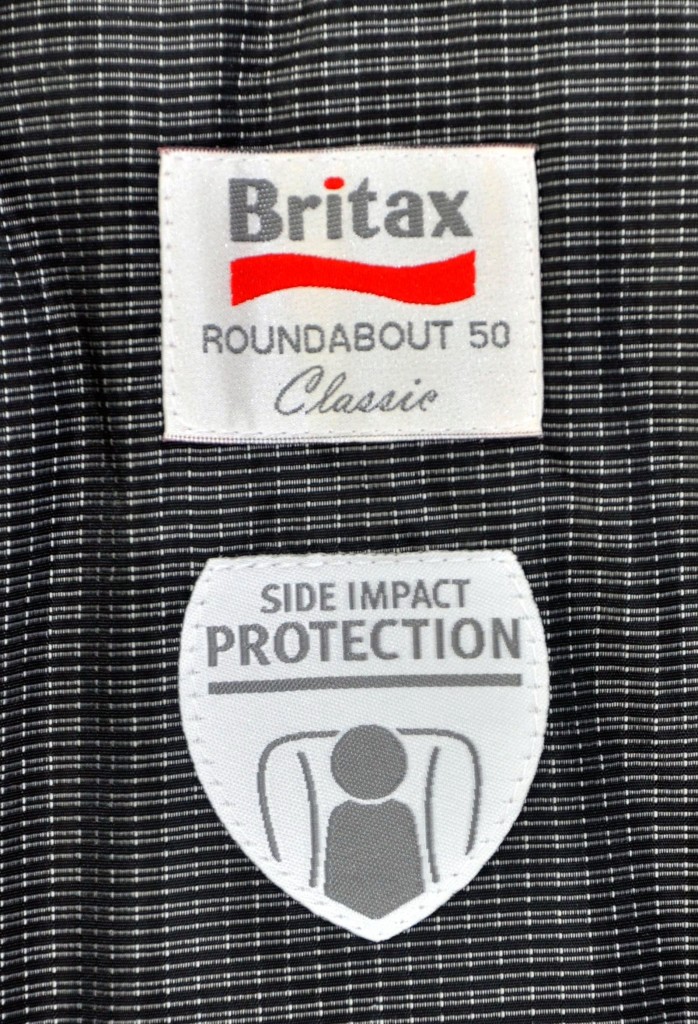 Britax
ROUNDABOUT 50
Classic
SIDE IMPACT
PROTECTION